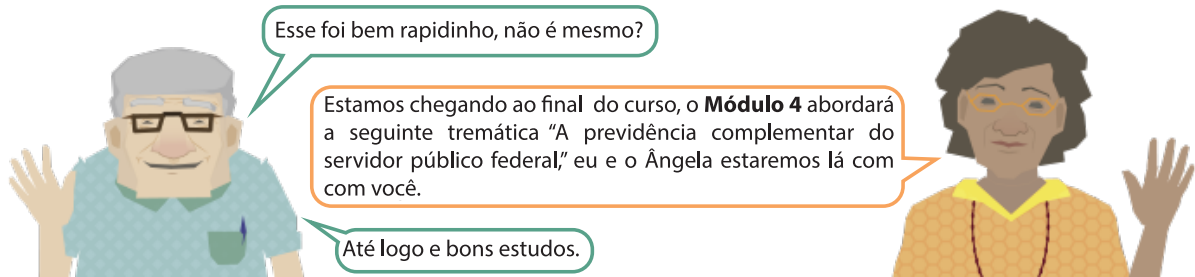 Esse foi bem rapidinho, não é mesmo?
Estamos chegando ao final do curso, o Módulo 4 abordará
a seguinte tremática “A previdência complementar do
servidor público federal,” eu e o Ângela estaremos lá com
com você.
Até logo e bons estudos.